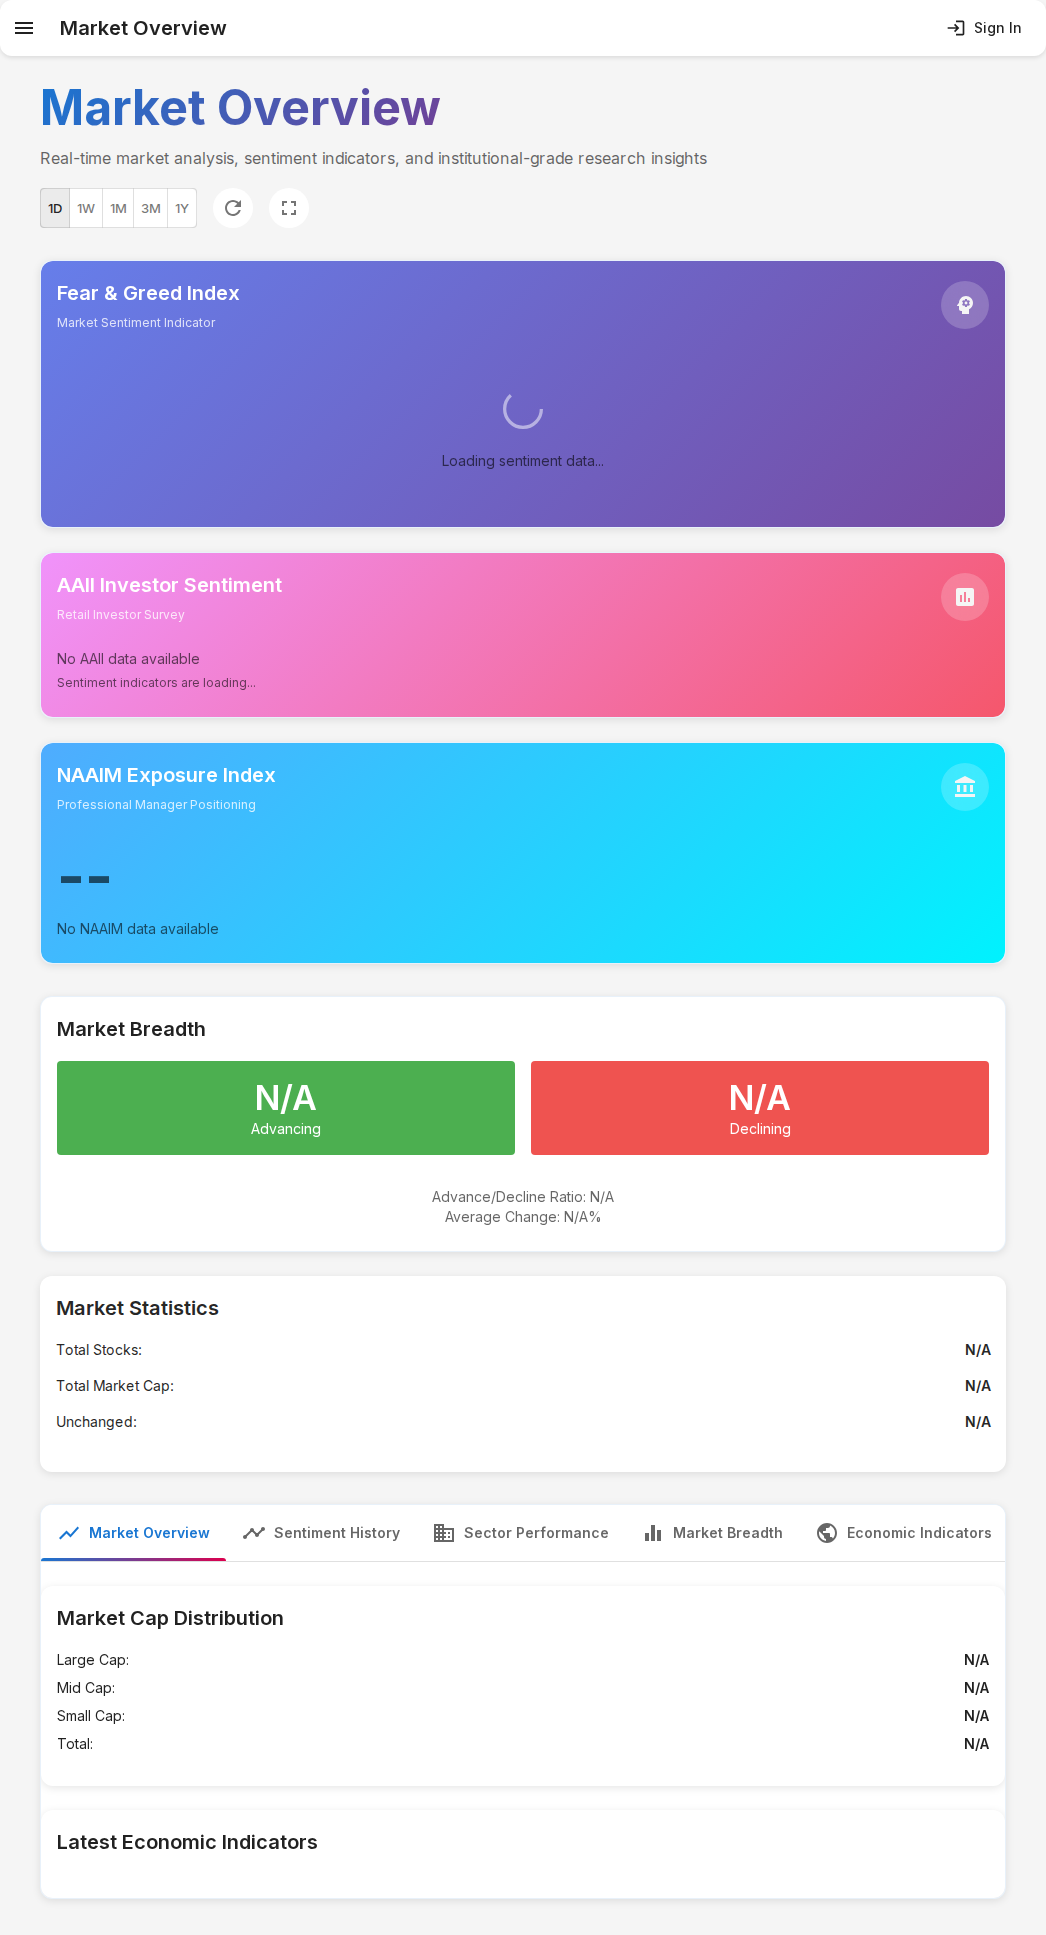 Market Overview
Sign In
Market Overview
Real-time market analysis, sentiment indicators, and institutional-grade research insights
1D 1W 1M 3M 1Y
Fear & Greed Index
Market Sentiment Indicator
Loading sentiment data...
AAII Investor Sentiment
Retail Investor Survey
No AAII data available
Sentiment indicators are loading...
NAAIM Exposure Index
Professional Manager Positioning
--
No NAAIM data available
Market Breadth
N/A
Advancing
N/A
Declining
Advance/Decline Ratio: N/A
Average Change: N/A%
Market Statistics
Total Stocks: N/A
Total Market Cap: N/A
Unchanged: N/A
Market Overview Sentiment History Sector Performance Market Breadth Economic Indicators
Market Cap Distribution
Large Cap: N/A
Mid Cap: N/A
Small Cap: N/A
Total: N/A
Latest Economic Indicators